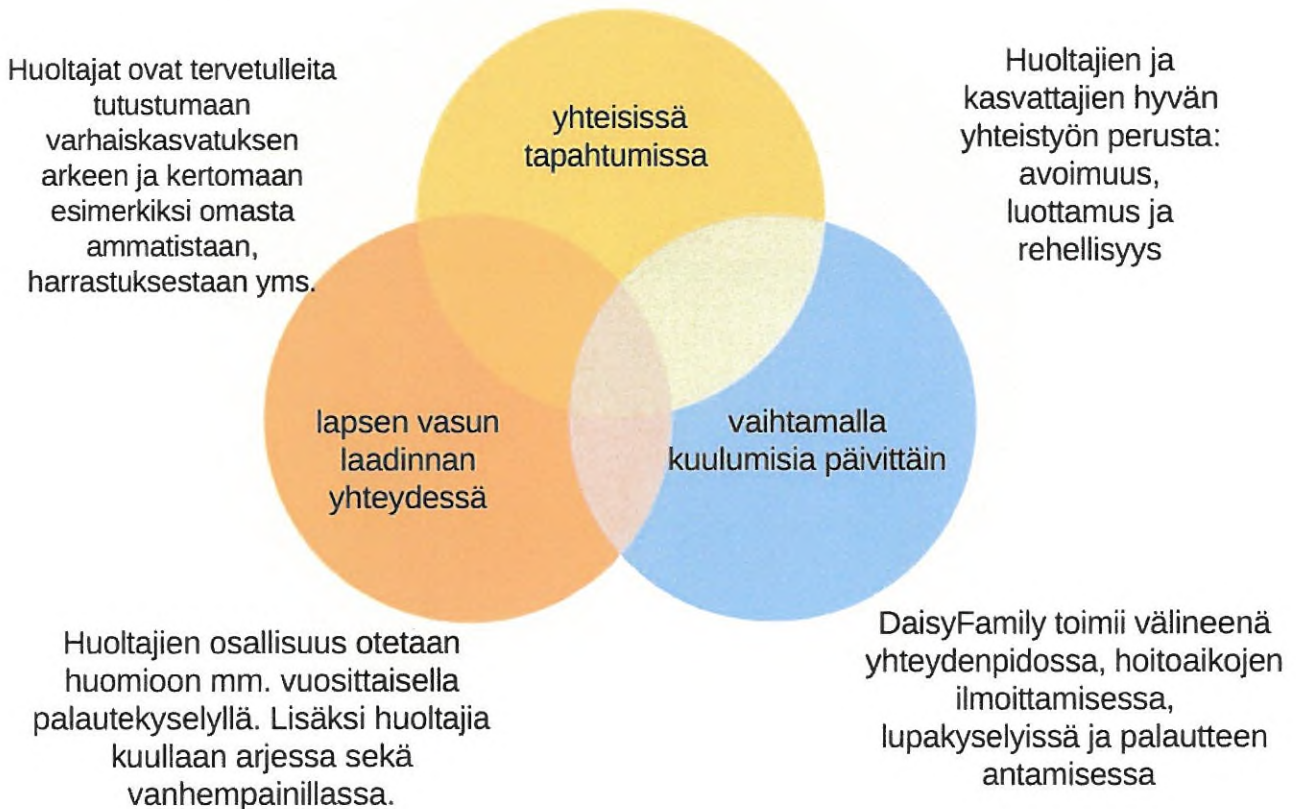 Huoltajat ovat tervetulleita
tutustumaan
varhaiskasvatuksen
arkeen ja kertomaan
esimerkiksi omasta
ammatistaan,
harrastuksestaan yms.
yhteisissä
tapahtumissa
Huoltajien ja
kasvattajien hyvän
yhteistyön perusta:
avoimuus,
luottamus ja
rehellisyys
lapsen vasun
laadinnan
yhteydessä
vaihtamalla
kuulumisia päivittäin
Huoltajien osallisuus otetaan
huomioon mm. vuosittaisella
palautekyselyllä. Lisäksi huoltajia
kuullaan arjessa sekä
vanhempainillassa.
DaisyFamily toimii välineenä
yhteydenpidossa, hoitoaikojen
ilmoittamisessa,
lupakyselyissä ja palautteen
antamisessa